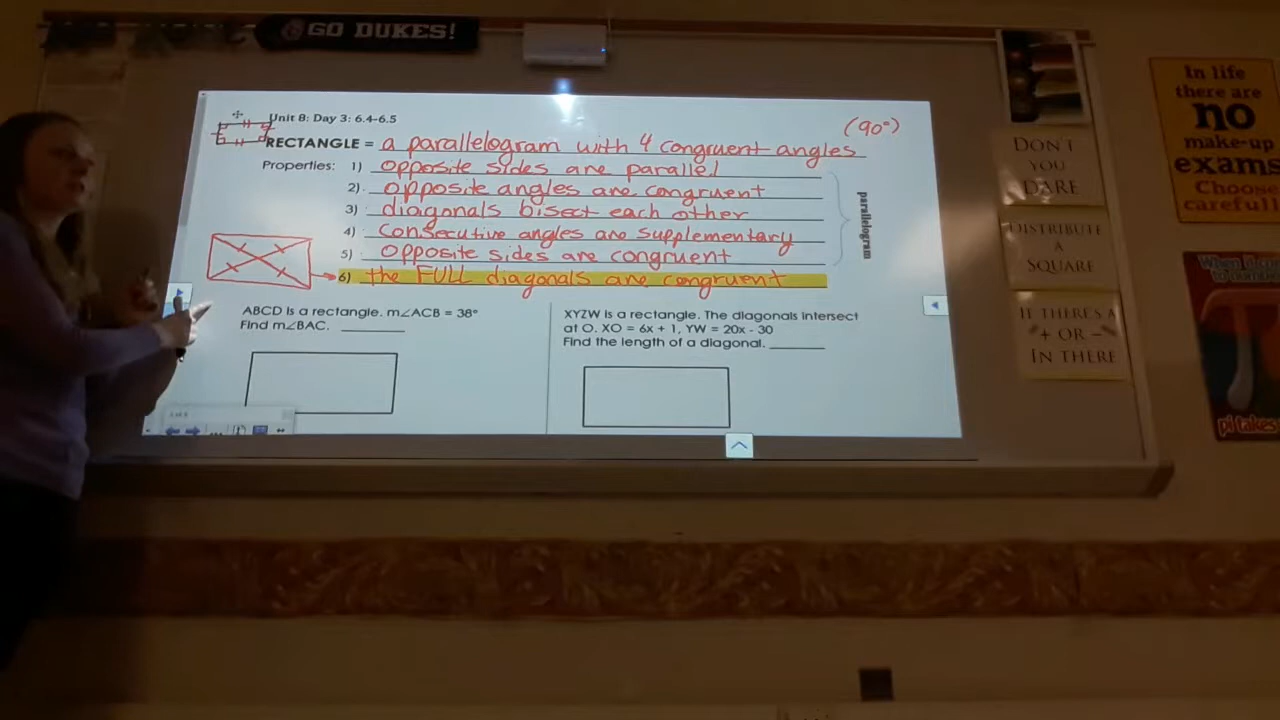 GO DUKES!
Unit 8: Day 3: 6.4-6.5
(90°)
RECTANGLE = a parallelogram with 4 congruent angles
Properties: 1) opposite sides are parallel
2) opposite angles are congruent
3) diagonals bisect each other
4) consecutive angles are supplementary
5) opposite sides are congruent
6) the FULL diagonals are congruent
parallelogram
ABCD is a rectangle. m∠ACB = 38°
Find m∠BAC. ________
XYZW is a rectangle. The diagonals intersect
at O. XO = 6x + 1, YW = 20x - 30
Find the length of a diagonal. ________
DON'T
YOU
DARE
DISTRIBUTE
A
SQUARE
IF THERE'S A
+ OR -
IN THERE
In life
there are
no
make-up
exams
Choose
pi takes